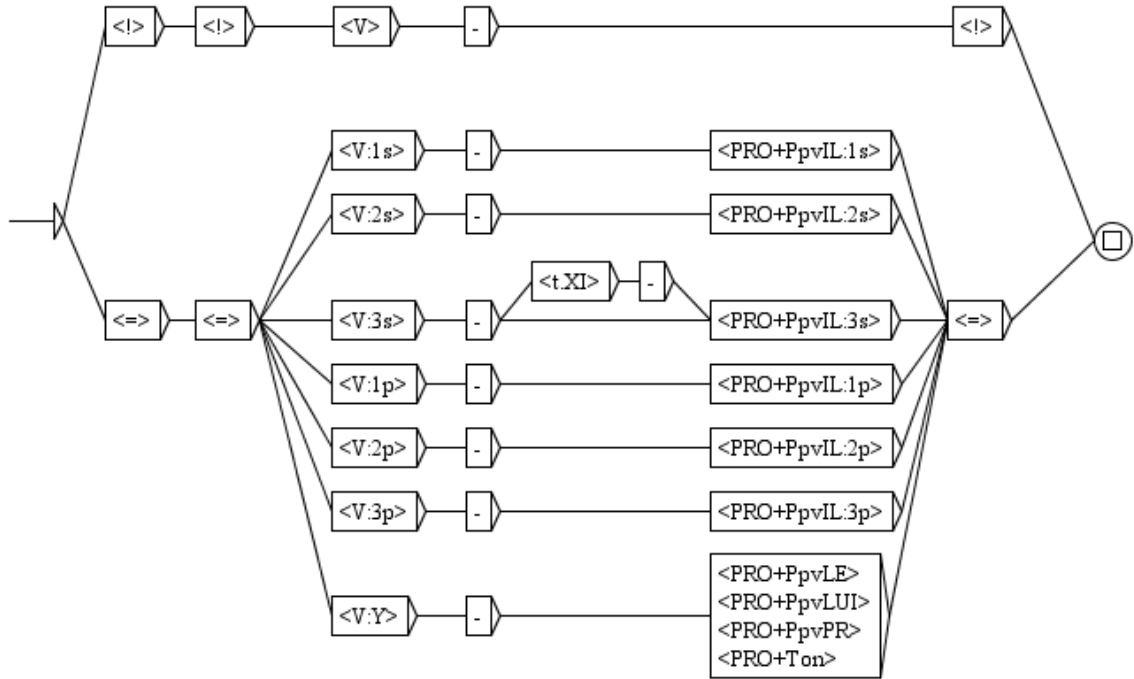 <!> <!> <V> - <!>
<V:1s> - <PRO+PpvIL:1s>
<V:2s> - <PRO+PpvIL:2s>
<t.XI> -
<=> <=> <V:3s> - <PRO+PpvIL:3s> <=>
<V:1p> - <PRO+PpvIL:1p>
<V:2p> - <PRO+PpvIL:2p>
<V:3p> - <PRO+PpvIL:3p>
<PRO+PpvLE>
<PRO+PpvLUI>
<V:Y> - <PRO+PpvPR>
<PRO+Ton>